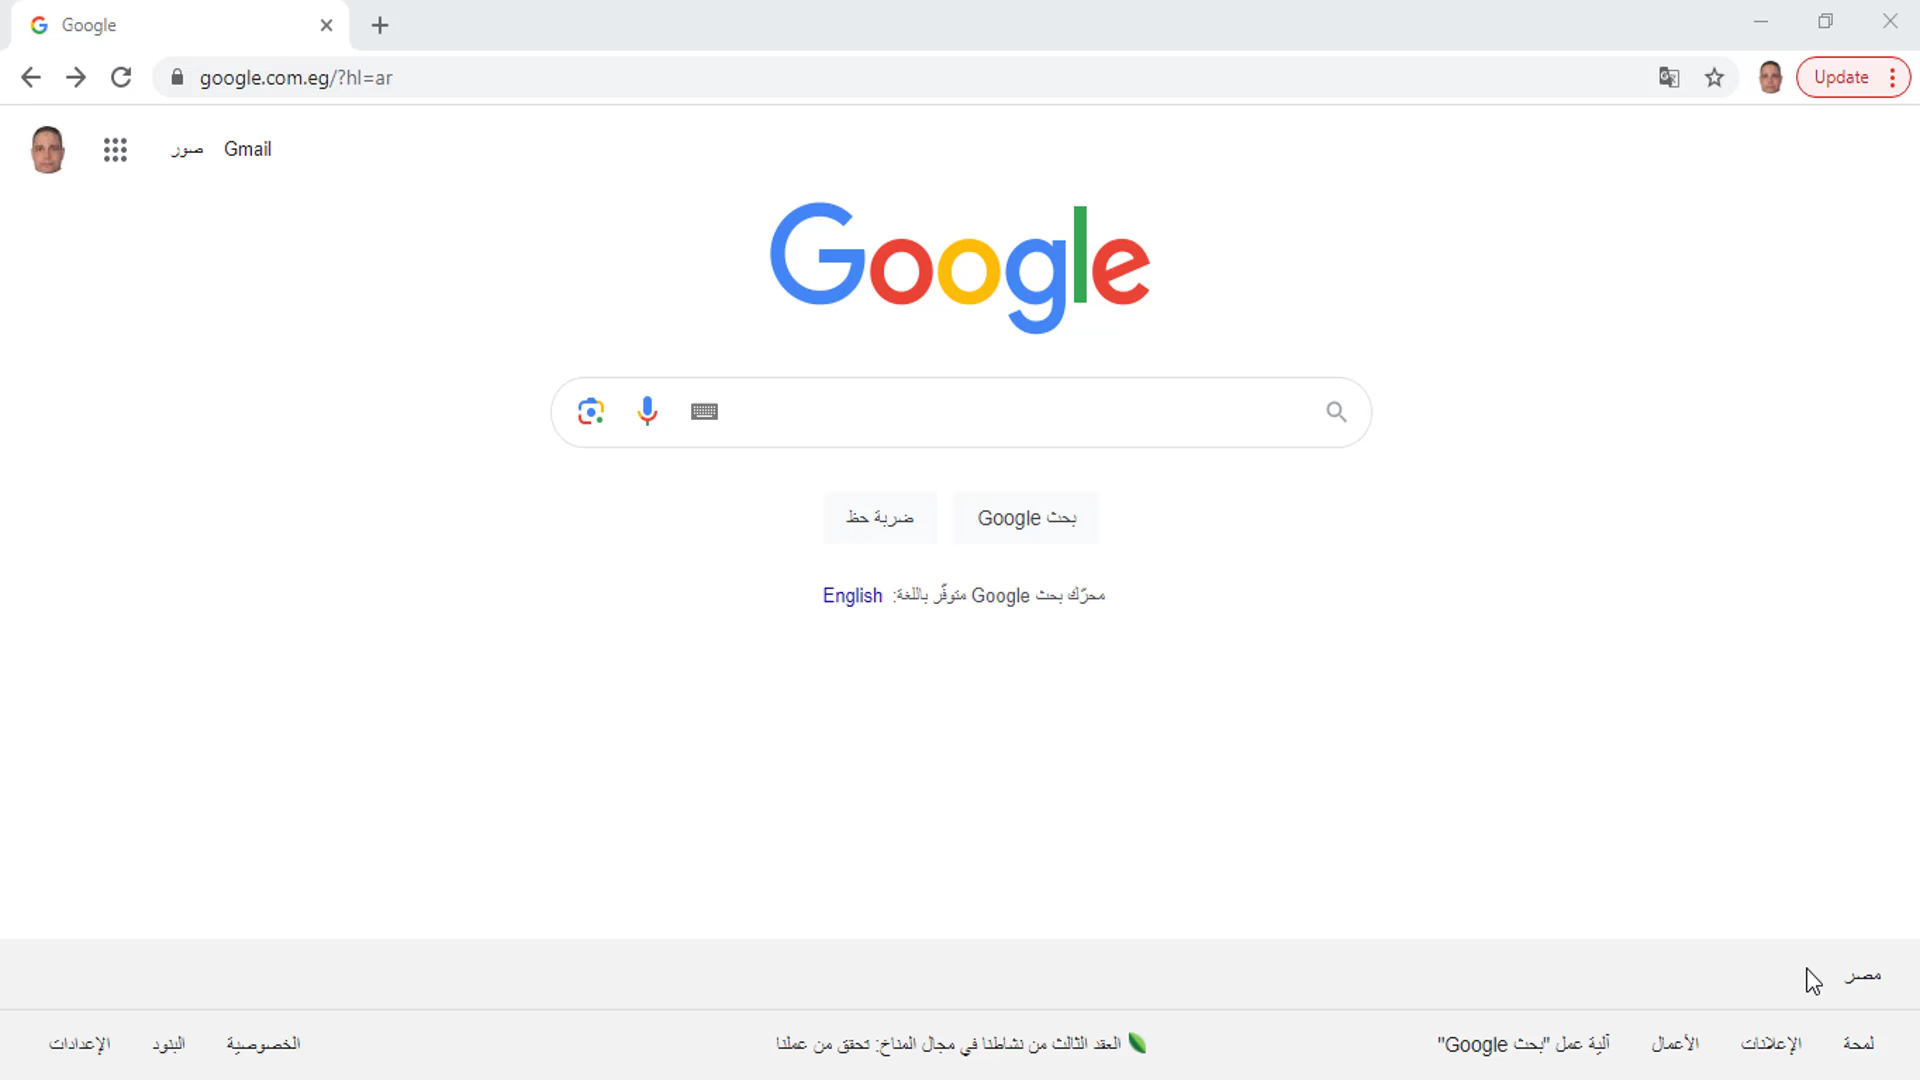 Google
google.com.eg/?hl=ar
Update
صور Gmail
Google
بحث Google
ضربة حظ
محرّك بحث Google متوفّر باللغة: English
مصر
لمحة الإعلانات الأعمال آلية عمل "بحث Google"
العقد الثالث من نشاطنا في مجال المناخ: تحقق من عملنا
الخصوصية البنود الإعدادات